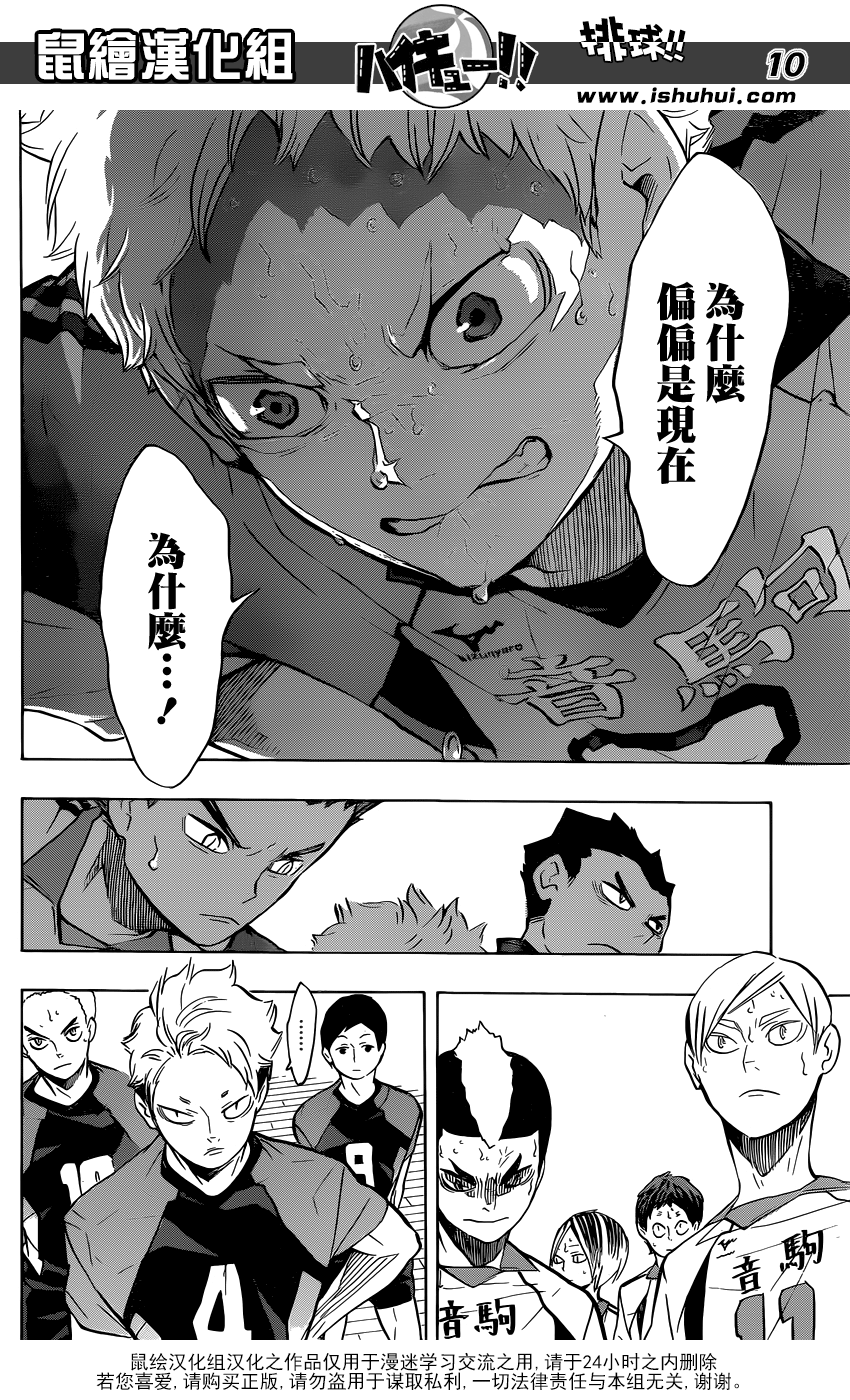 鼠繪漢化組
ハイキュー!!
排球!!
10
www.ishuhui.com
為什麼
偏偏是現在
為什麼…！
音駒
Mizunyaro
……
10
4
9
音駒
音駒
11
鼠绘汉化组汉化之作品仅用于漫迷学习交流之用, 请于24小时之内删除
若您喜爱, 请购买正版, 请勿盗用于谋取私利, 一切法律责任与本组无关, 谢谢。